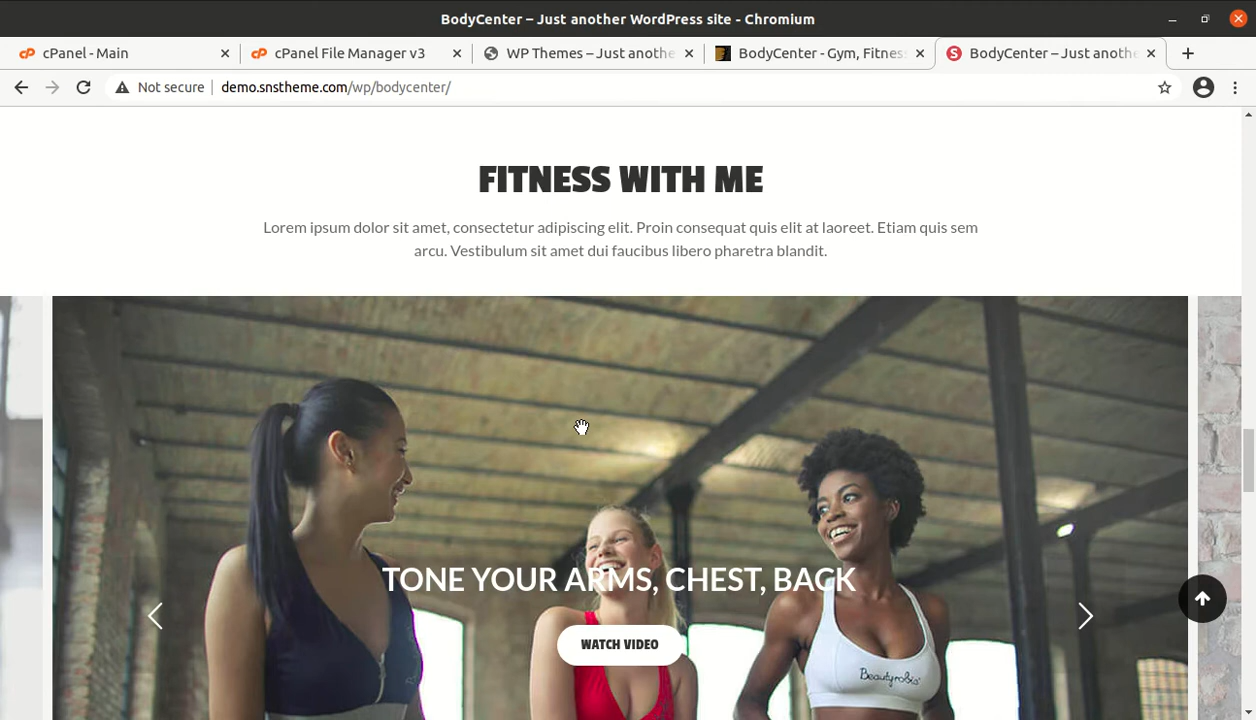 BodyCenter – Just another WordPress site - Chromium
cPanel - Main
cPanel File Manager v3
WP Themes – Just anothe
BodyCenter - Gym, Fitnes
BodyCenter – Just anothe
Not secure
demo.snstheme.com/wp/bodycenter/
FITNESS WITH ME
Lorem ipsum dolor sit amet, consectetur adipiscing elit. Proin consequat quis elit at laoreet. Etiam quis sem
arcu. Vestibulum sit amet dui faucibus libero pharetra blandit.
TONE YOUR ARMS, CHEST, BACK
WATCH VIDEO
Beautyrobic